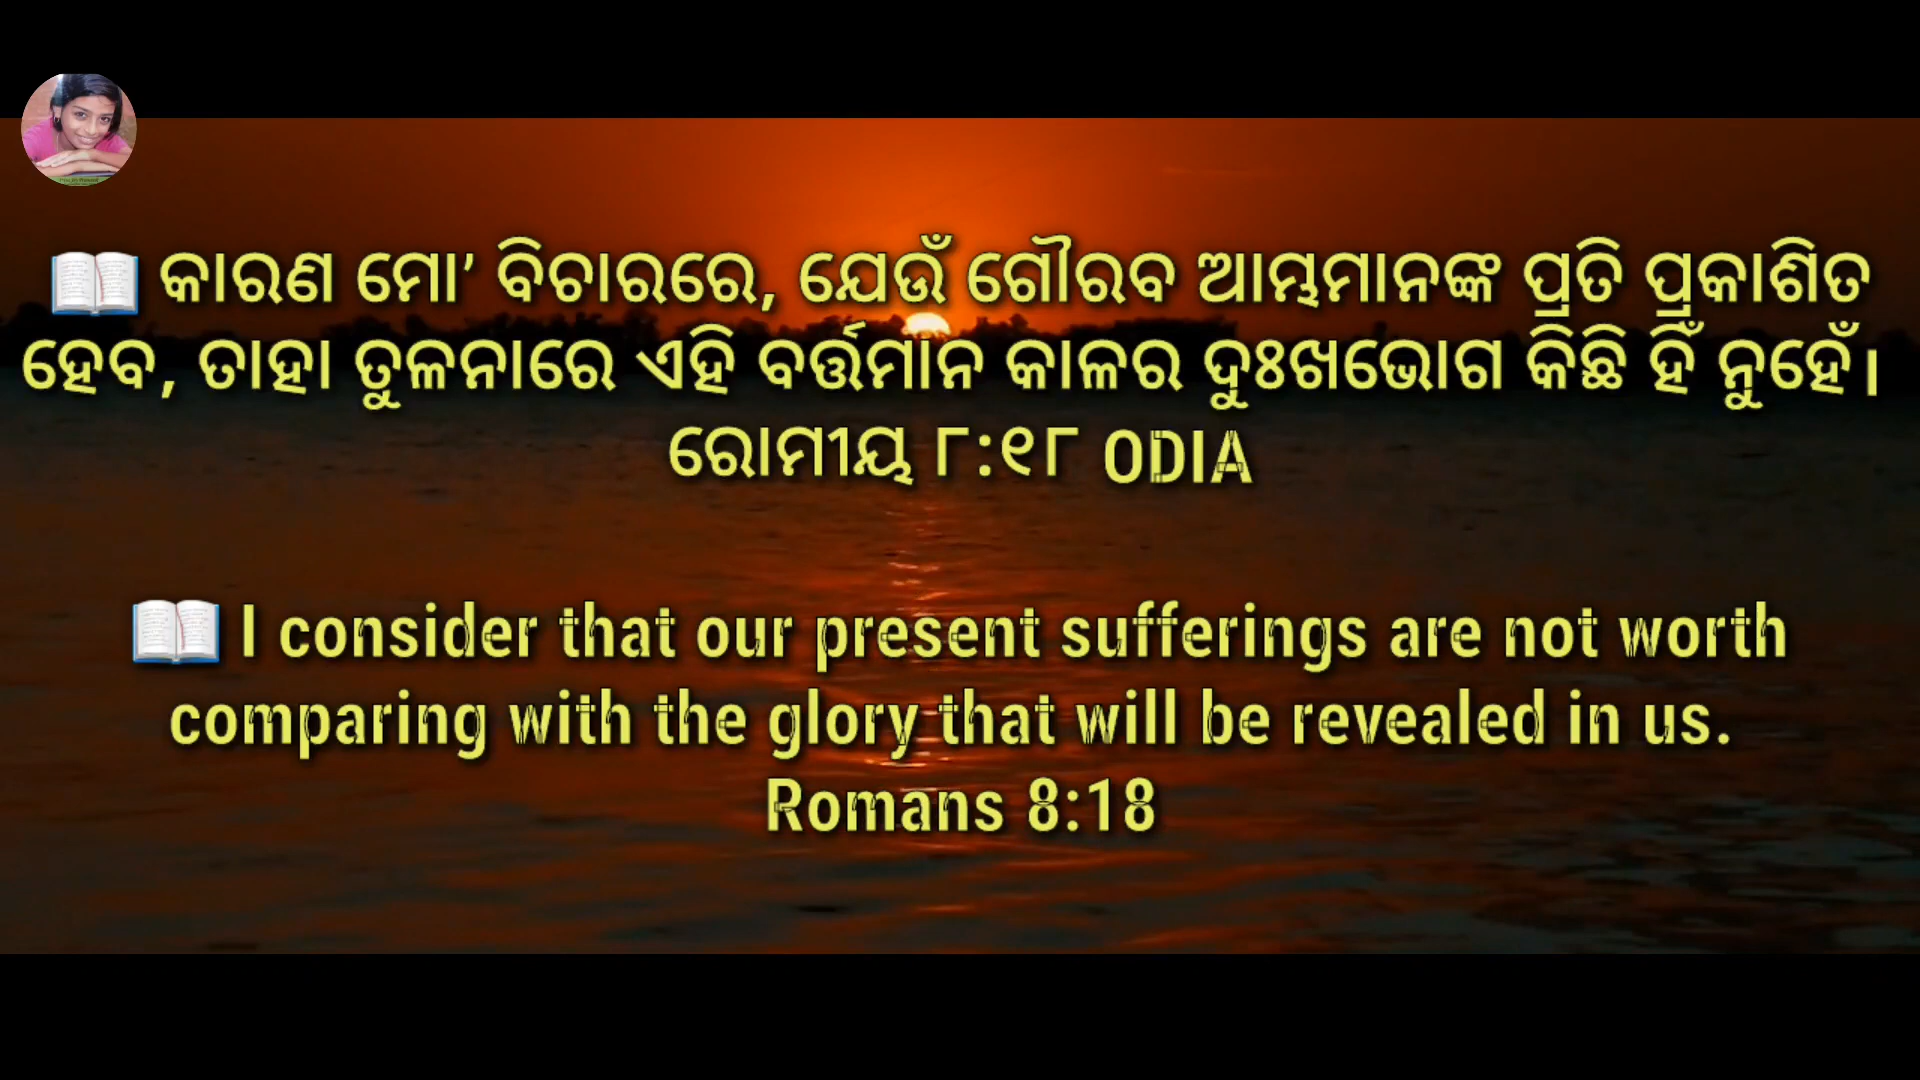 📖 କାରଣ ମୋ’ ବିଚାରରେ, ଯେଉଁ ଗୌରବ ଆମ୍ଭମାନଙ୍କ ପ୍ରତି ପ୍ରକାଶିତ
ହେବ, ତାହା ତୁଳନାରେ ଏହି ବର୍ତ୍ତମାନ କାଳର ଦୁଃଖଭୋଗ କିଛି ହିଁ ନୁହେଁ।
ରୋମୀୟ ୮:୧୮ ODIA
📖 I consider that our present sufferings are not worth
comparing with the glory that will be revealed in us.
Romans 8:18